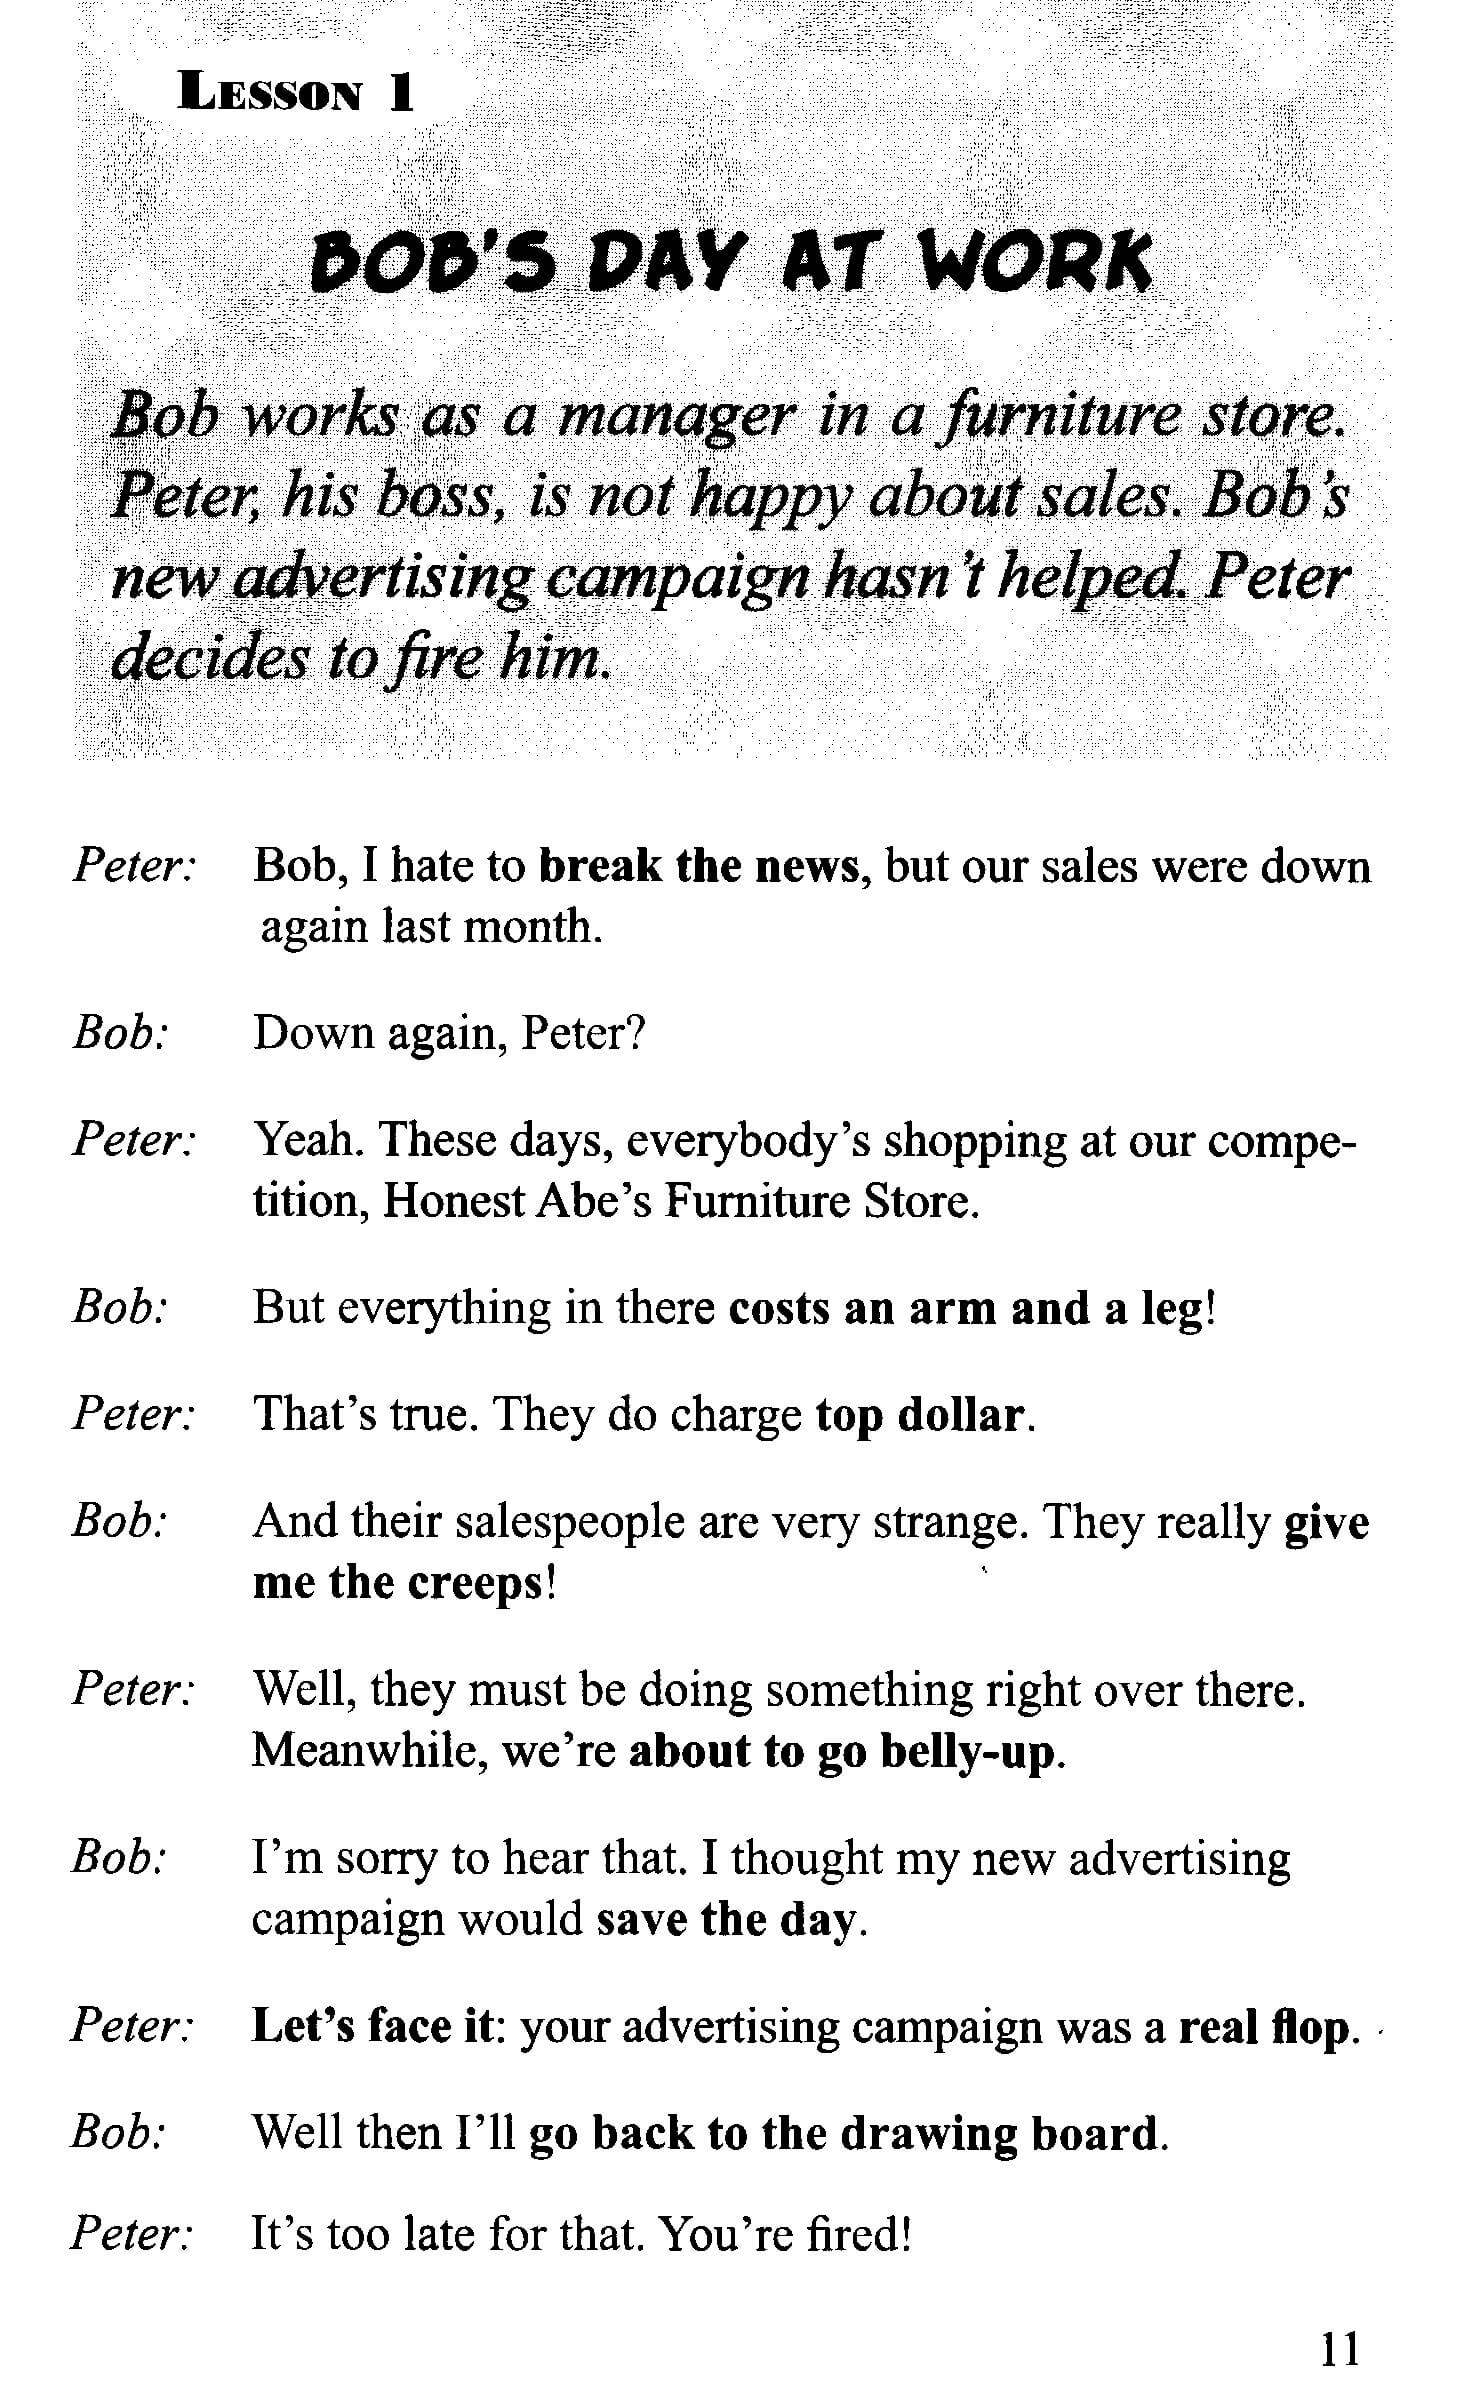 LESSON 1
BOB'S DAY AT WORK
Bob works as a manager in a furniture store.
Peter, his boss, is not happy about sales. Bob's
new advertising campaign hasn't helped. Peter
decides to fire him.
Peter: Bob, I hate to break the news, but our sales were down
again last month.
Bob: Down again, Peter?
Peter: Yeah. These days, everybody's shopping at our compe-
tition, Honest Abe's Furniture Store.
Bob: But everything in there costs an arm and a leg!
Peter: That's true. They do charge top dollar.
Bob: And their salespeople are very strange. They really give
me the creeps!
Peter: Well, they must be doing something right over there.
Meanwhile, we're about to go belly-up.
Bob: I'm sorry to hear that. I thought my new advertising
campaign would save the day.
Peter: Let's face it: your advertising campaign was a real flop.
Bob: Well then I'll go back to the drawing board.
Peter: It's too late for that. You're fired!
11